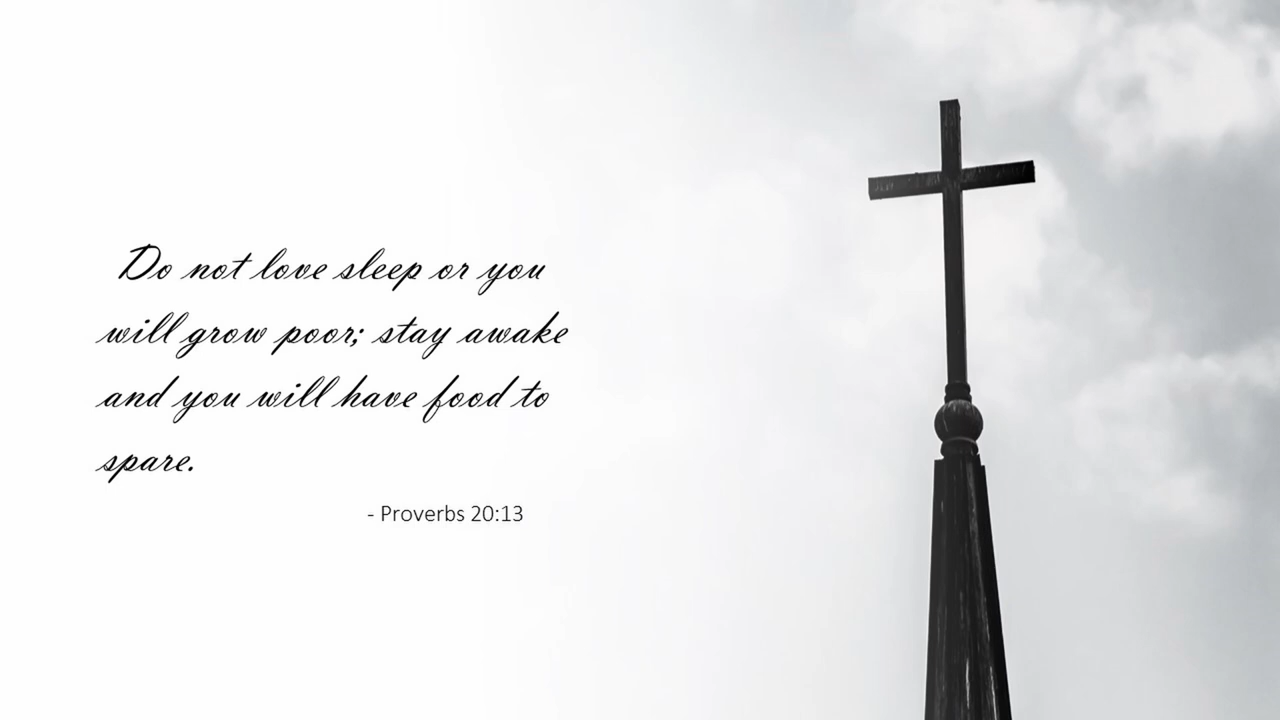 Do not love sleep or you
will grow poor; stay awake
and you will have food to
spare.
- Proverbs 20:13